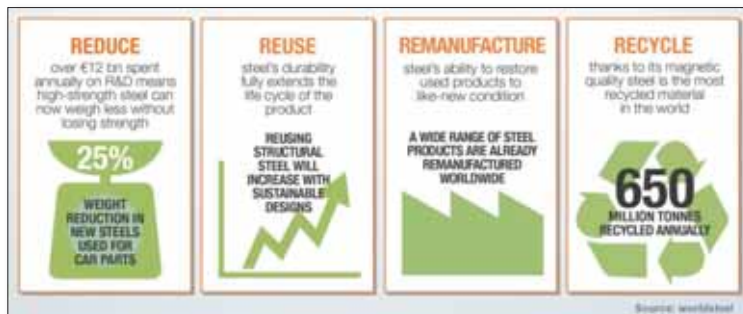 REDUCE
over €12 bn spent
annually on R&D means
high-strength steel can
now weigh less without
losing strength
25%
WEIGHT
REDUCTION IN
NEW STEELS
USED FOR
CAR PARTS
REUSE
steel's durability
fully extends the
life cycle of the
product
REUSING
STRUCTURAL
STEEL WILL
INCREASE WITH
SUSTAINABLE
DESIGNS
REMANUFACTURE
steel's ability to restore
used products to
like-new condition
A WIDE RANGE OF STEEL
PRODUCTS ARE ALREADY
REMANUFACTURED
WORLDWIDE
RECYCLE
thanks to its magnetic
quality steel is the most
recycled material
in the world
650
MILLION TONNES
RECYCLED ANNUALLY
Source: worldsteel